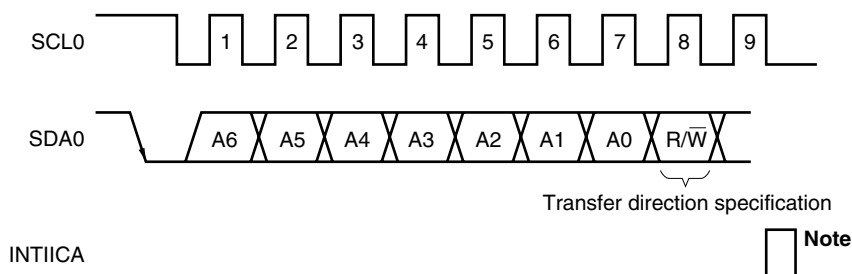 SCL0 1 2 3 4 5 6 7 8 9
SDA0 A6 A5 A4 A3 A2 A1 A0 R/W̅
Transfer direction specification
INTIICA Note